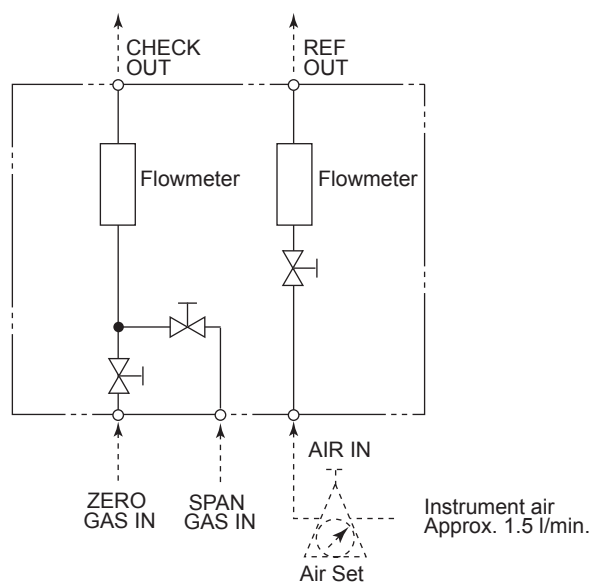 CHECK
OUT
REF
OUT
Flowmeter
Flowmeter
AIR IN
ZERO
GAS IN
SPAN
GAS IN
Instrument air
Approx. 1.5 l/min.
Air Set